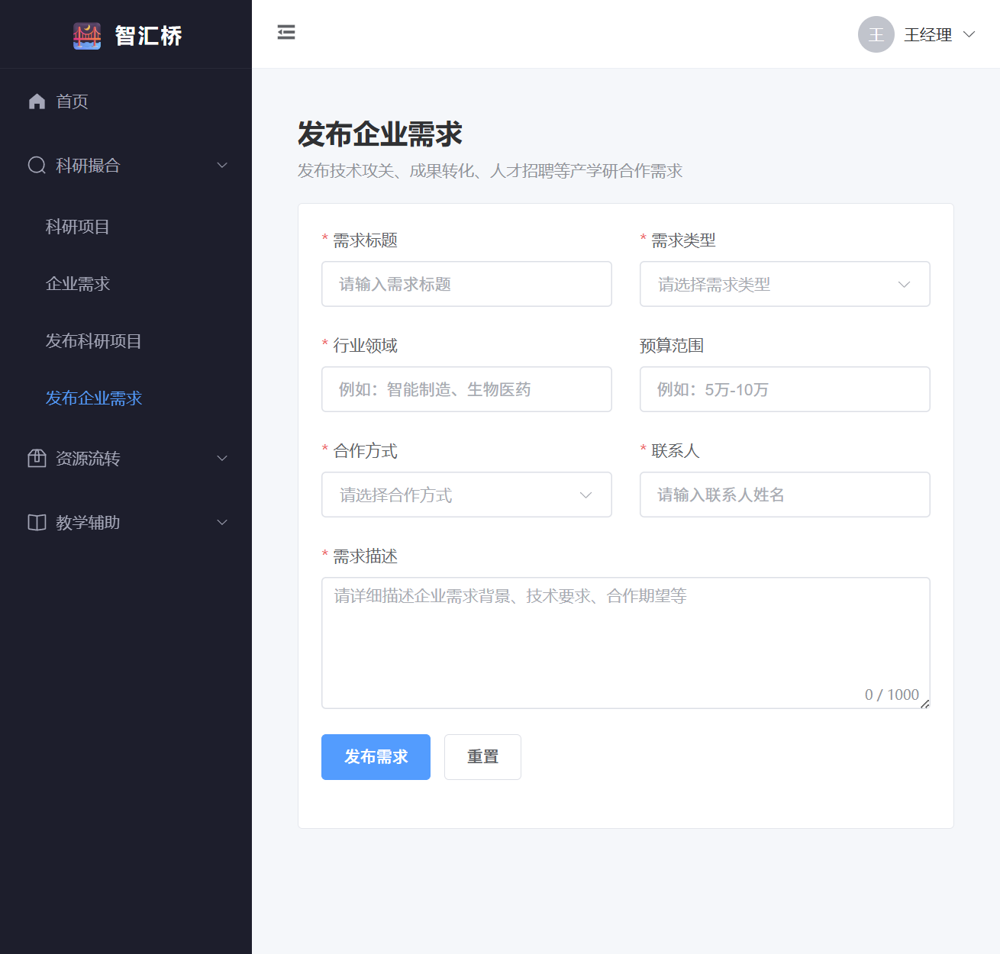 智汇桥
首页
科研撮合
科研项目
企业需求
发布科研项目
发布企业需求
资源流转
教学辅助
王 王经理
发布企业需求
发布技术攻关、成果转化、人才招聘等产学研合作需求
* 需求标题
请输入需求标题
* 需求类型
请选择需求类型
* 行业领域
例如：智能制造、生物医药
预算范围
例如：5万-10万
* 合作方式
请选择合作方式
* 联系人
请输入联系人姓名
* 需求描述
请详细描述企业需求背景、技术要求、合作期望等
0 / 1000
发布需求 重置